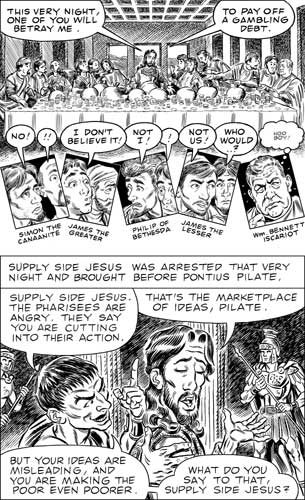 THIS VERY NIGHT,
ONE OF YOU WILL
BETRAY ME.
TO PAY OFF
A GAMBLING
DEBT.
NO!
!!
I DON'T
BELIEVE IT!
NOT
I!
!
NOT
US!
WHO
WOULD
..?
HOO
BOY!
SIMON THE
CANAANITE
JAMES THE
GREATER
PHILIP OF
BETHESDA
JAMES THE
LESSER
Wm. BENNETT
ISCARIOT
SUPPLY SIDE JESUS WAS ARRESTED THAT VERY
NIGHT AND BROUGHT BEFORE PONTIUS PILATE.
SUPPLY SIDE JESUS.
THE PHARISEES ARE
ANGRY. THEY SAY
YOU ARE CUTTING
INTO THEIR ACTION.
THAT'S THE MARKETPLACE
OF IDEAS, PILATE.
BUT YOUR IDEAS ARE
MISLEADING, AND
YOU ARE MAKING THE
POOR EVEN POORER.
WHAT DO YOU
SAY TO THAT,
SUPPLY SIDE JESUS?